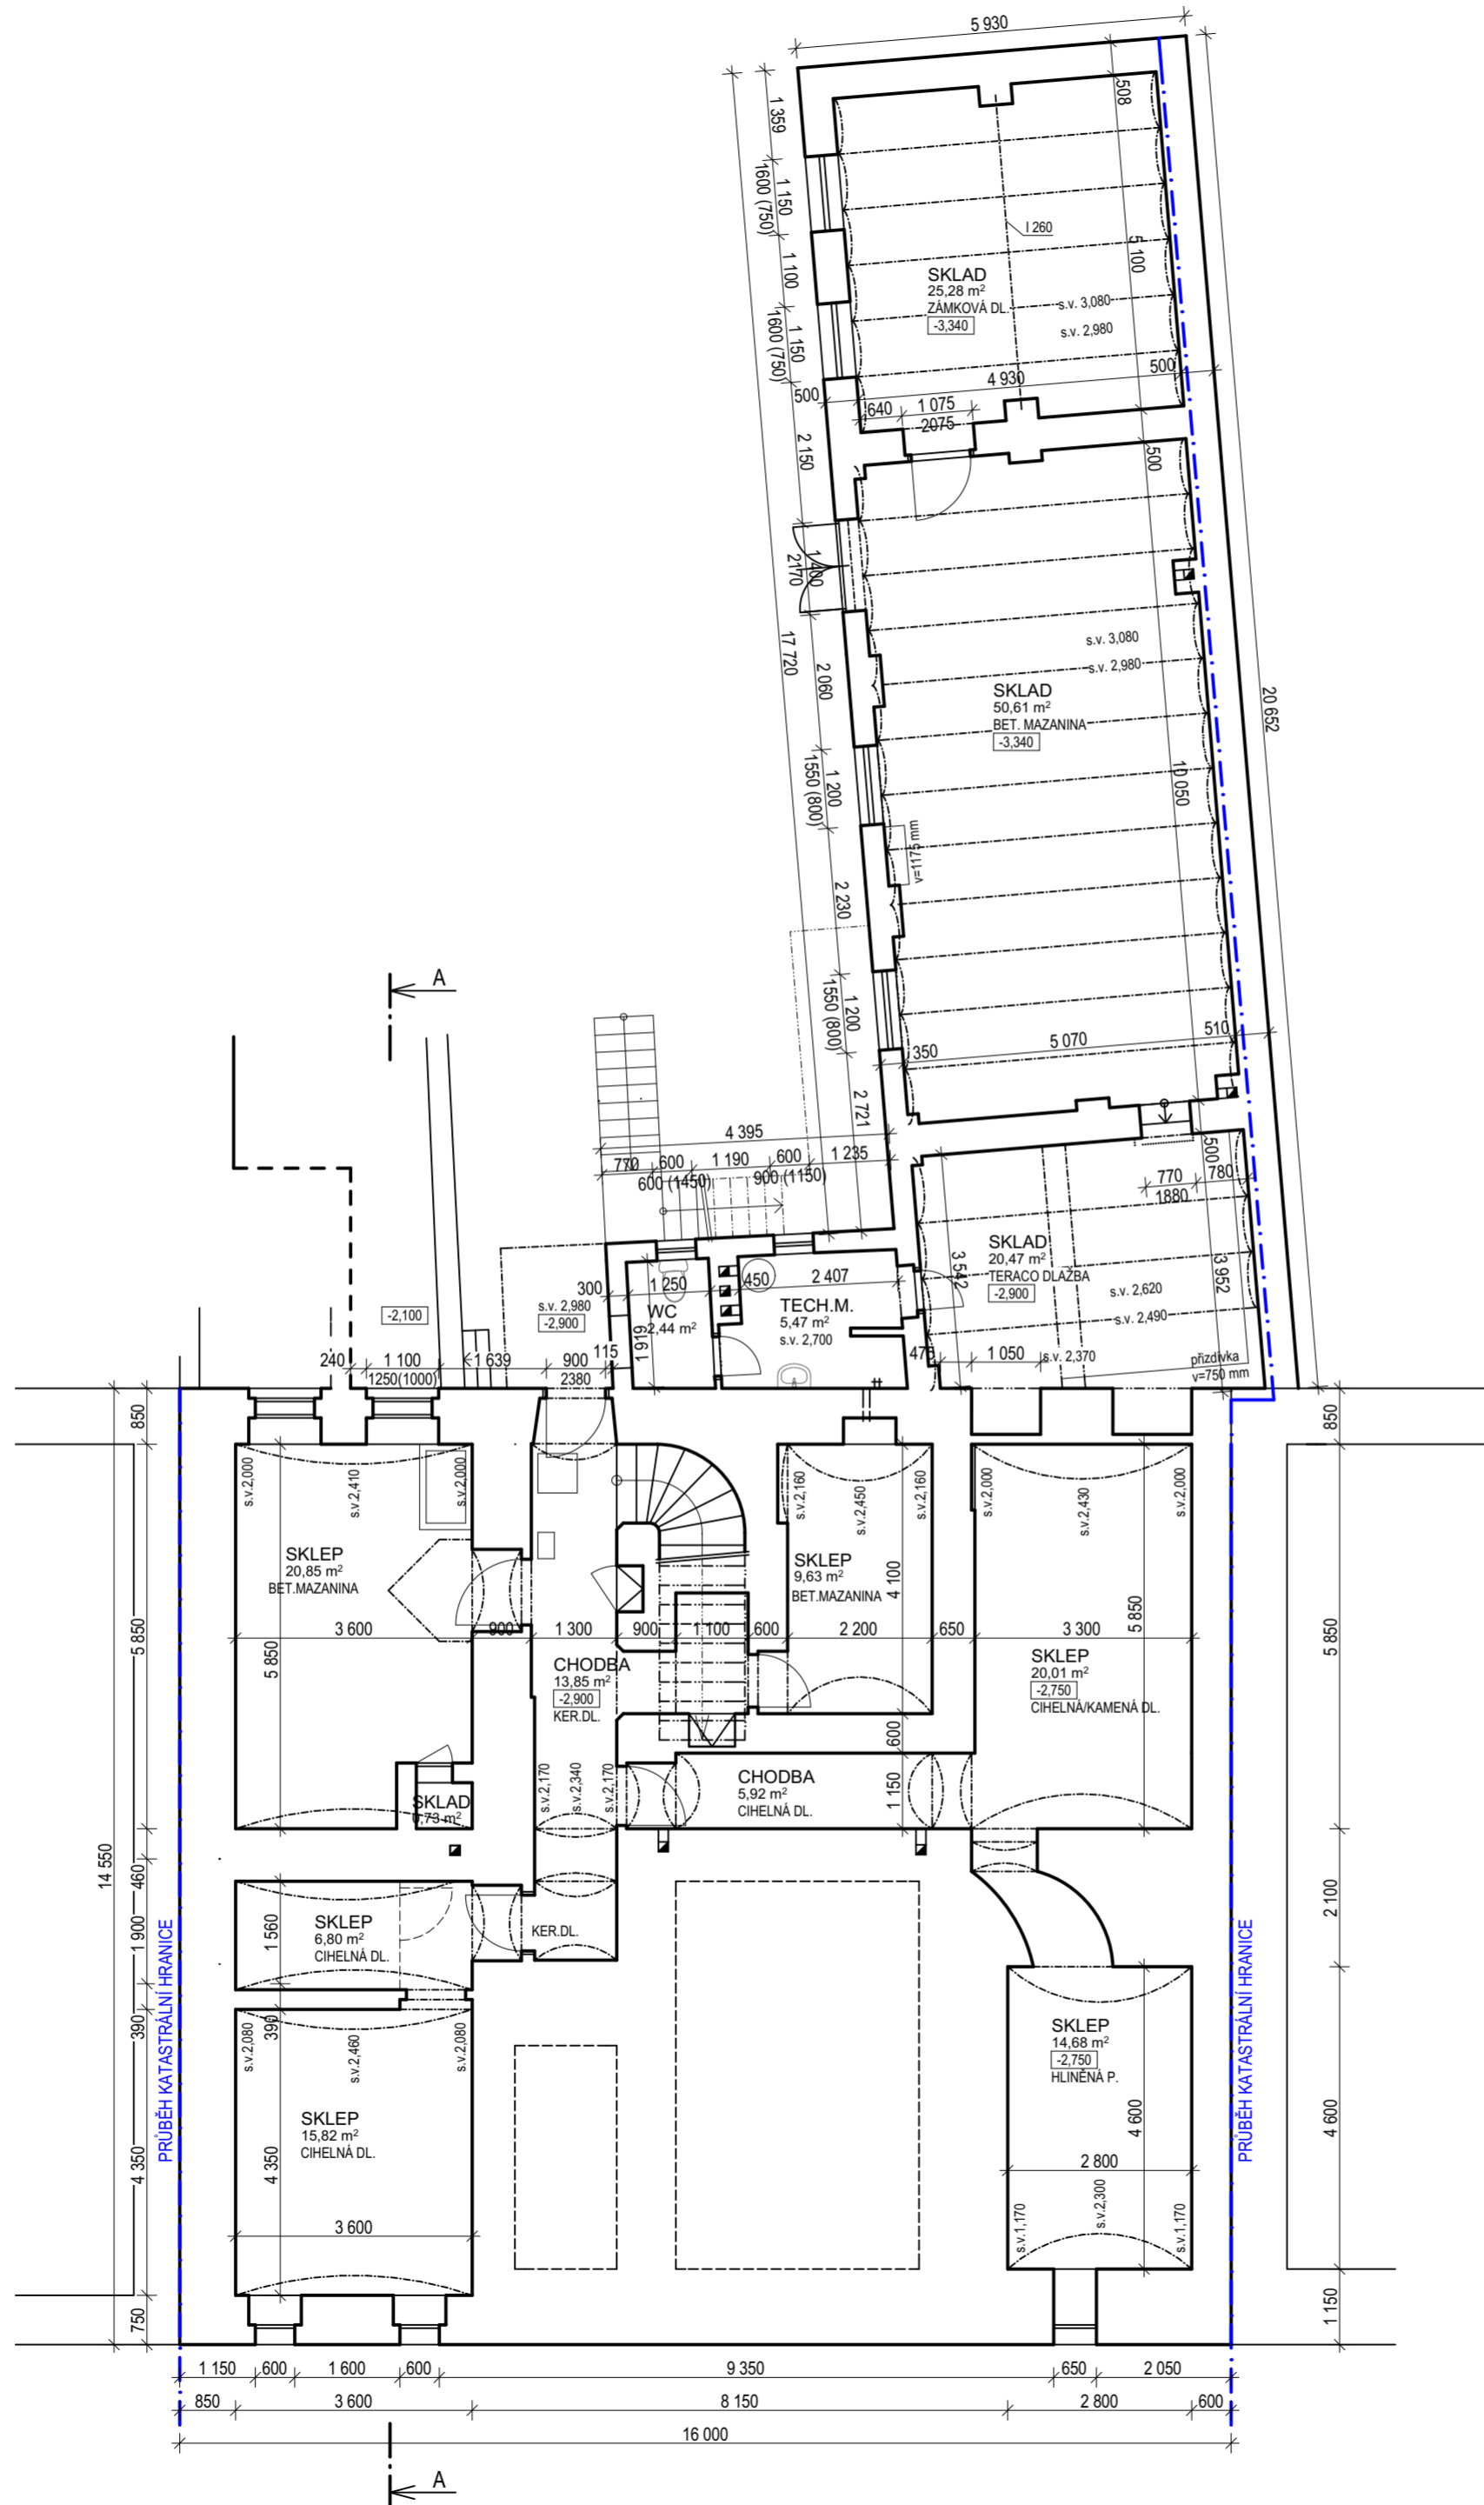 5 930
508
1 359
1 150
1600 (750)
1 100
1 150
1600 (750)
I 260
5 100
SKLAD
25,28 m²
ZÁMKOVÁ DL.
-3,340
s.v. 3,080
s.v. 2,980
500
4 930
500
640
1 075
2075
2 150
500
1 400
2170
17 720
2 060
s.v. 3,080
s.v. 2,980
SKLAD
50,61 m²
BET. MAZANINA
-3,340
20 652
10 050
1 200
1550 (800)
v=1175 mm
2 230
1 200
1550 (800)
350
5 070
510
2 721
A
4 395
770
600
1 190
600
1 235
600 (1450)
900 (1150)
500
770
780
1880
3 542
SKLAD
20,47 m²
TERACO DLAŽBA
-2,900
3 952
s.v. 2,620
s.v. 2,490
s.v. 2,370
přizdívka
v=750 mm
300
1 250
450
2 407
WC
2,44 m²
1 619
TECH.M.
5,47 m²
s.v. 2,700
-2,100
s.v. 2,980
-2,900
115
475
1 050
240
1 100
1250(1000)
1 639
900
2380
850
850
s.v.2,000
s.v.2,410
s.v.2,000
SKLEP
20,85 m²
BET.MAZANINA
s.v.2,160
s.v.2,450
s.v.2,160
SKLEP
9,63 m²
BET.MAZANINA
4 100
s.v.2,000
s.v.2,430
s.v.2,000
5 850
5 850
5 850
5 850
3 600
900
1 300
900
1 100
600
2 200
650
3 300
CHODBA
13,85 m²
-2,900
KER.DL.
SKLEP
20,01 m²
-2,750
CIHELNÁ/KAMENÁ DL.
600
s.v.2,170
s.v.2,340
s.v.2,170
CHODBA
5,92 m²
CIHELNÁ DL.
1 150
SKLAD
0,73 m²
14 550
460
1 900
1 560
SKLEP
6,80 m²
CIHELNÁ DL.
KER.DL.
2 100
PRŮBĚH KATASTRÁLNÍ HRANICE
PRŮBĚH KATASTRÁLNÍ HRANICE
390
390
s.v.2,080
s.v.2,460
s.v.2,080
SKLEP
15,82 m²
CIHELNÁ DL.
4 350
4 350
3 600
SKLEP
14,68 m²
-2,750
HLINĚNÁ P.
4 600
4 600
2 800
s.v.1,170
s.v.2,300
s.v.1,170
750
1 150
1 150
600
1 600
600
9 350
650
2 050
850
3 600
8 150
2 800
600
16 000
A